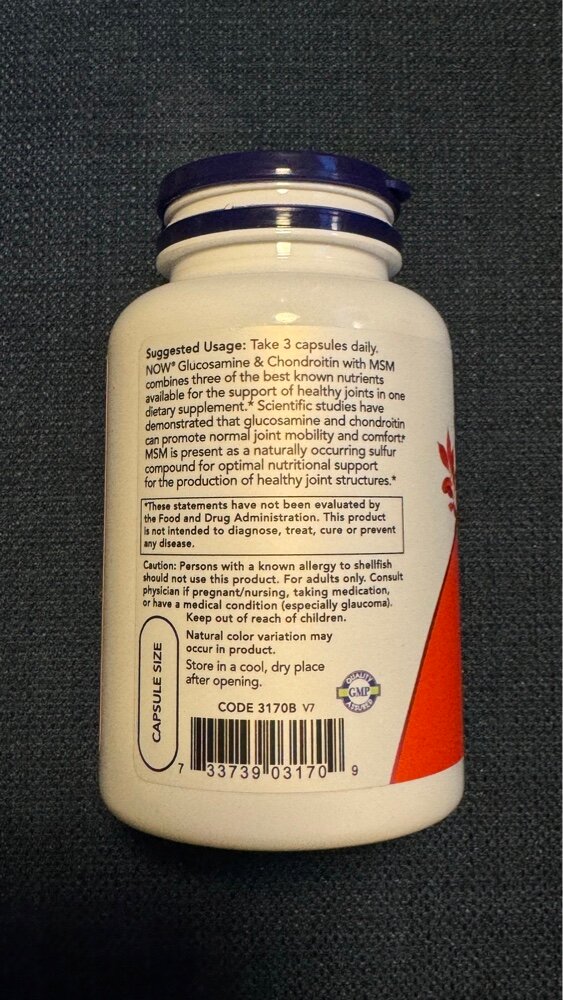 Suggested Usage: Take 3 capsules daily.
NOW® Glucosamine & Chondroitin with MSM
combines three of the best known nutrients
available for the support of healthy joints in one
dietary supplement.* Scientific studies have
demonstrated that glucosamine and chondroitin
can promote normal joint mobility and comfort.*
MSM is present as a naturally occurring sulfur
compound for optimal nutritional support
for the production of healthy joint structures.*
*These statements have not been evaluated by
the Food and Drug Administration. This product
is not intended to diagnose, treat, cure or prevent
any disease.
Caution: Persons with a known allergy to shellfish
should not use this product. For adults only. Consult
physician if pregnant/nursing, taking medication,
or have a medical condition (especially glaucoma).
Keep out of reach of children.
Natural color variation may
occur in product.
Store in a cool, dry place
after opening.
CAPSULE SIZE
QUALITY
GMP
ASSURED
CODE 3170B V7
7 33739 03170 9